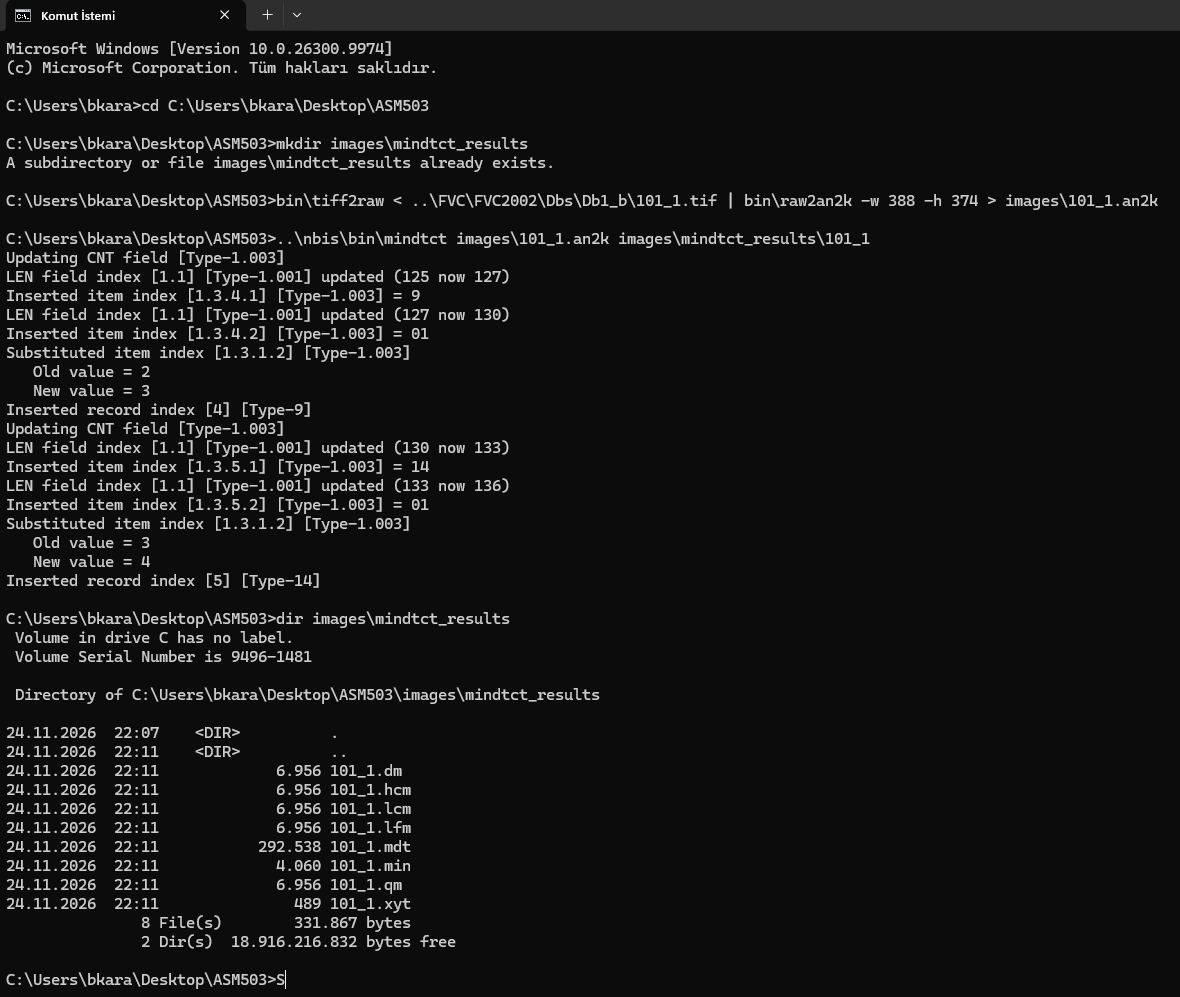 Komut İstemi
Microsoft Windows [Version 10.0.26300.9974]
(c) Microsoft Corporation. Tüm hakları saklıdır.
C:\Users\bkara>cd C:\Users\bkara\Desktop\ASM503
C:\Users\bkara\Desktop\ASM503>mkdir images\mindtct_results
A subdirectory or file images\mindtct_results already exists.
C:\Users\bkara\Desktop\ASM503>bin\tiff2raw < ..\FVC\FVC2002\Dbs\Db1_b\101_1.tif | bin\raw2an2k -w 388 -h 374 > images\101_1.an2k
C:\Users\bkara\Desktop\ASM503>..\nbis\bin\mindtct images\101_1.an2k images\mindtct_results\101_1
Updating CNT field [Type-1.003]
LEN field index [1.1] [Type-1.001] updated (125 now 127)
Inserted item index [1.3.4.1] [Type-1.003] = 9
LEN field index [1.1] [Type-1.001] updated (127 now 130)
Inserted item index [1.3.4.2] [Type-1.003] = 01
Substituted item index [1.3.1.2] [Type-1.003]
   Old value = 2
   New value = 3
Inserted record index [4] [Type-9]
Updating CNT field [Type-1.003]
LEN field index [1.1] [Type-1.001] updated (130 now 133)
Inserted item index [1.3.5.1] [Type-1.003] = 14
LEN field index [1.1] [Type-1.001] updated (133 now 136)
Inserted item index [1.3.5.2] [Type-1.003] = 01
Substituted item index [1.3.1.2] [Type-1.003]
   Old value = 3
   New value = 4
Inserted record index [5] [Type-14]
C:\Users\bkara\Desktop\ASM503>dir images\mindtct_results
 Volume in drive C has no label.
 Volume Serial Number is 9496-1481
 Directory of C:\Users\bkara\Desktop\ASM503\images\mindtct_results
24.11.2026  22:07    <DIR>          .
24.11.2026  22:11    <DIR>          ..
24.11.2026  22:11             6.956 101_1.dm
24.11.2026  22:11             6.956 101_1.hcm
24.11.2026  22:11             6.956 101_1.lcm
24.11.2026  22:11             6.956 101_1.lfm
24.11.2026  22:11           292.538 101_1.mdt
24.11.2026  22:11             4.060 101_1.min
24.11.2026  22:11             6.956 101_1.qm
24.11.2026  22:11               489 101_1.xyt
               8 File(s)        331.867 bytes
               2 Dir(s)  18.916.216.832 bytes free
C:\Users\bkara\Desktop\ASM503>S